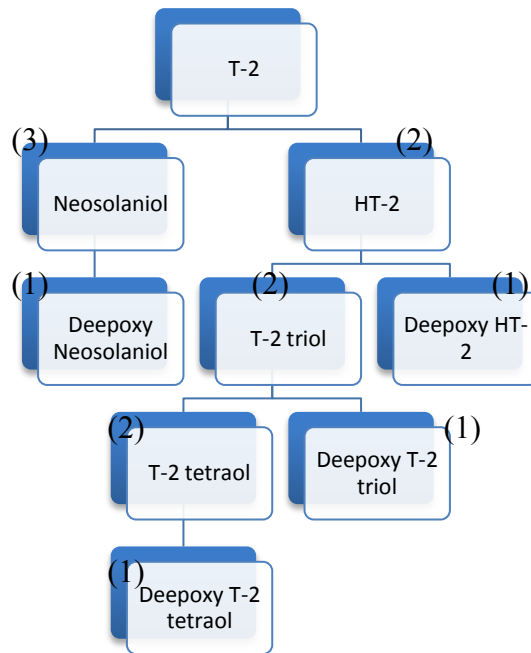 T-2
(3)
Neosolaniol
(2)
HT-2
(1)
Deepoxy
Neosolaniol
(2)
T-2 triol
(1)
Deepoxy HT-
2
(2)
T-2 tetraol
(1)
Deepoxy T-2
triol
(1)
Deepoxy T-2
tetraol